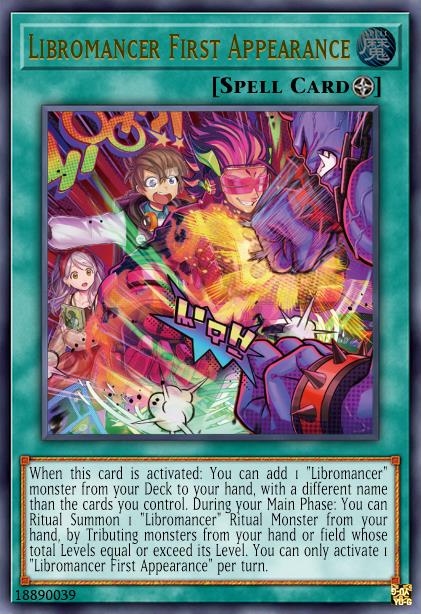 Libromancer First Appearance
[Spell Card]
When this card is activated: You can add 1 "Libromancer"
monster from your Deck to your hand, with a different name
than the cards you control. During your Main Phase: You can
Ritual Summon 1 "Libromancer" Ritual Monster from your
hand, by Tributing monsters from your hand or field whose
total Levels equal or exceed its Level. You can only activate 1
"Libromancer First Appearance" per turn.
18890039